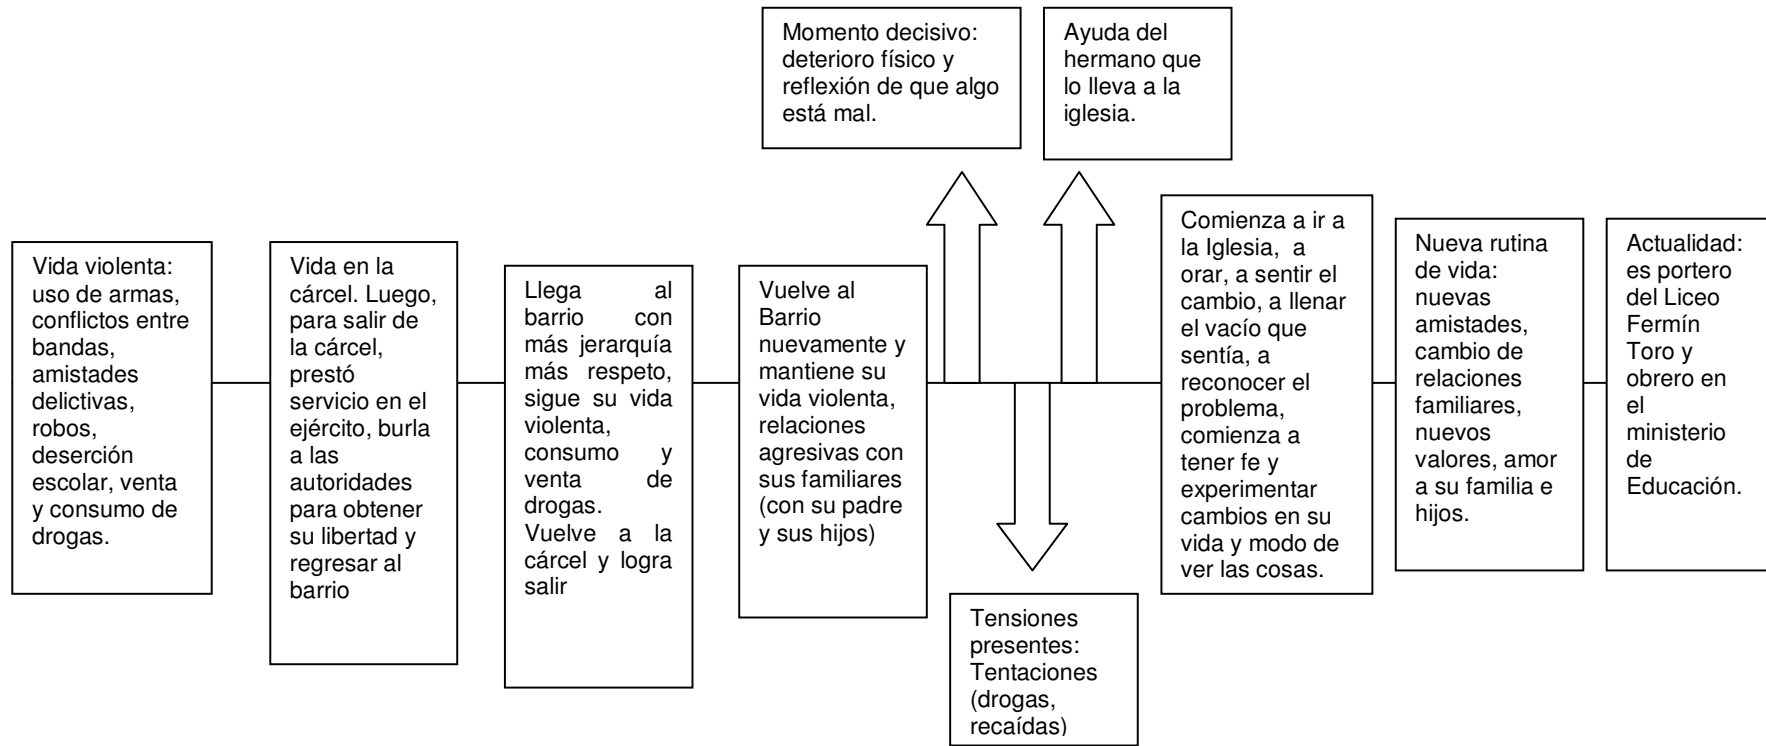 Momento decisivo:
deterioro físico y
reflexión de que algo
está mal.
Ayuda del
hermano que
lo lleva a la
iglesia.
Vida violenta:
uso de armas,
conflictos entre
bandas,
amistades
delictivas,
robos,
deserción
escolar, venta
y consumo de
drogas.
Vida en la
cárcel. Luego,
para salir de
la cárcel,
prestó
servicio en el
ejército, burla
a las
autoridades
para obtener
su libertad y
regresar al
barrio
Llega al
barrio con
más jerarquía
más respeto,
sigue su vida
violenta,
consumo y
venta de
drogas.
Vuelve a la
cárcel y logra
salir
Vuelve al
Barrio
nuevamente y
mantiene su
vida violenta,
relaciones
agresivas con
sus familiares
(con su padre
y sus hijos)
Tensiones
presentes:
Tentaciones
(drogas,
recaídas)
Comienza a ir a
la Iglesia, a
orar, a sentir el
cambio, a llenar
el vacío que
sentía, a
reconocer el
problema,
comienza a
tener fe y
experimentar
cambios en su
vida y modo de
ver las cosas.
Nueva rutina
de vida:
nuevas
amistades,
cambio de
relaciones
familiares,
nuevos
valores, amor
a su familia e
hijos.
Actualidad:
es portero
del Liceo
Fermín
Toro y
obrero en
el
ministerio
de
Educación.